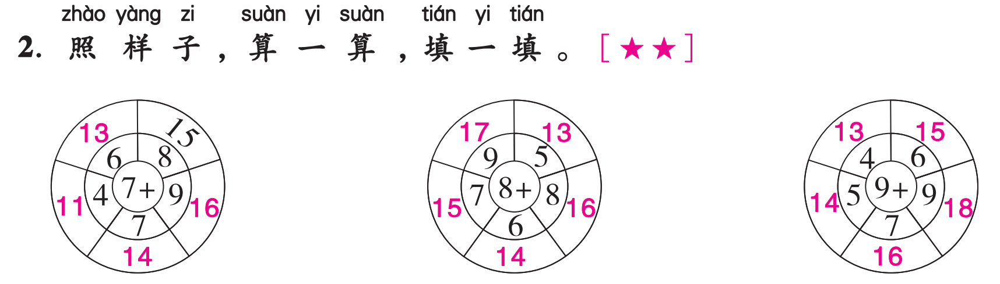 zhào yàng zi suàn yi suàn tián yi tián
2. 照样子，算一算，填一填。［★★］
13 15 17 13 13 15
6 8 9 5 4 6
11 4 7+ 9 16 15 7 8+ 8 16 14 5 9+ 9 18
7 6 7
14 14 16